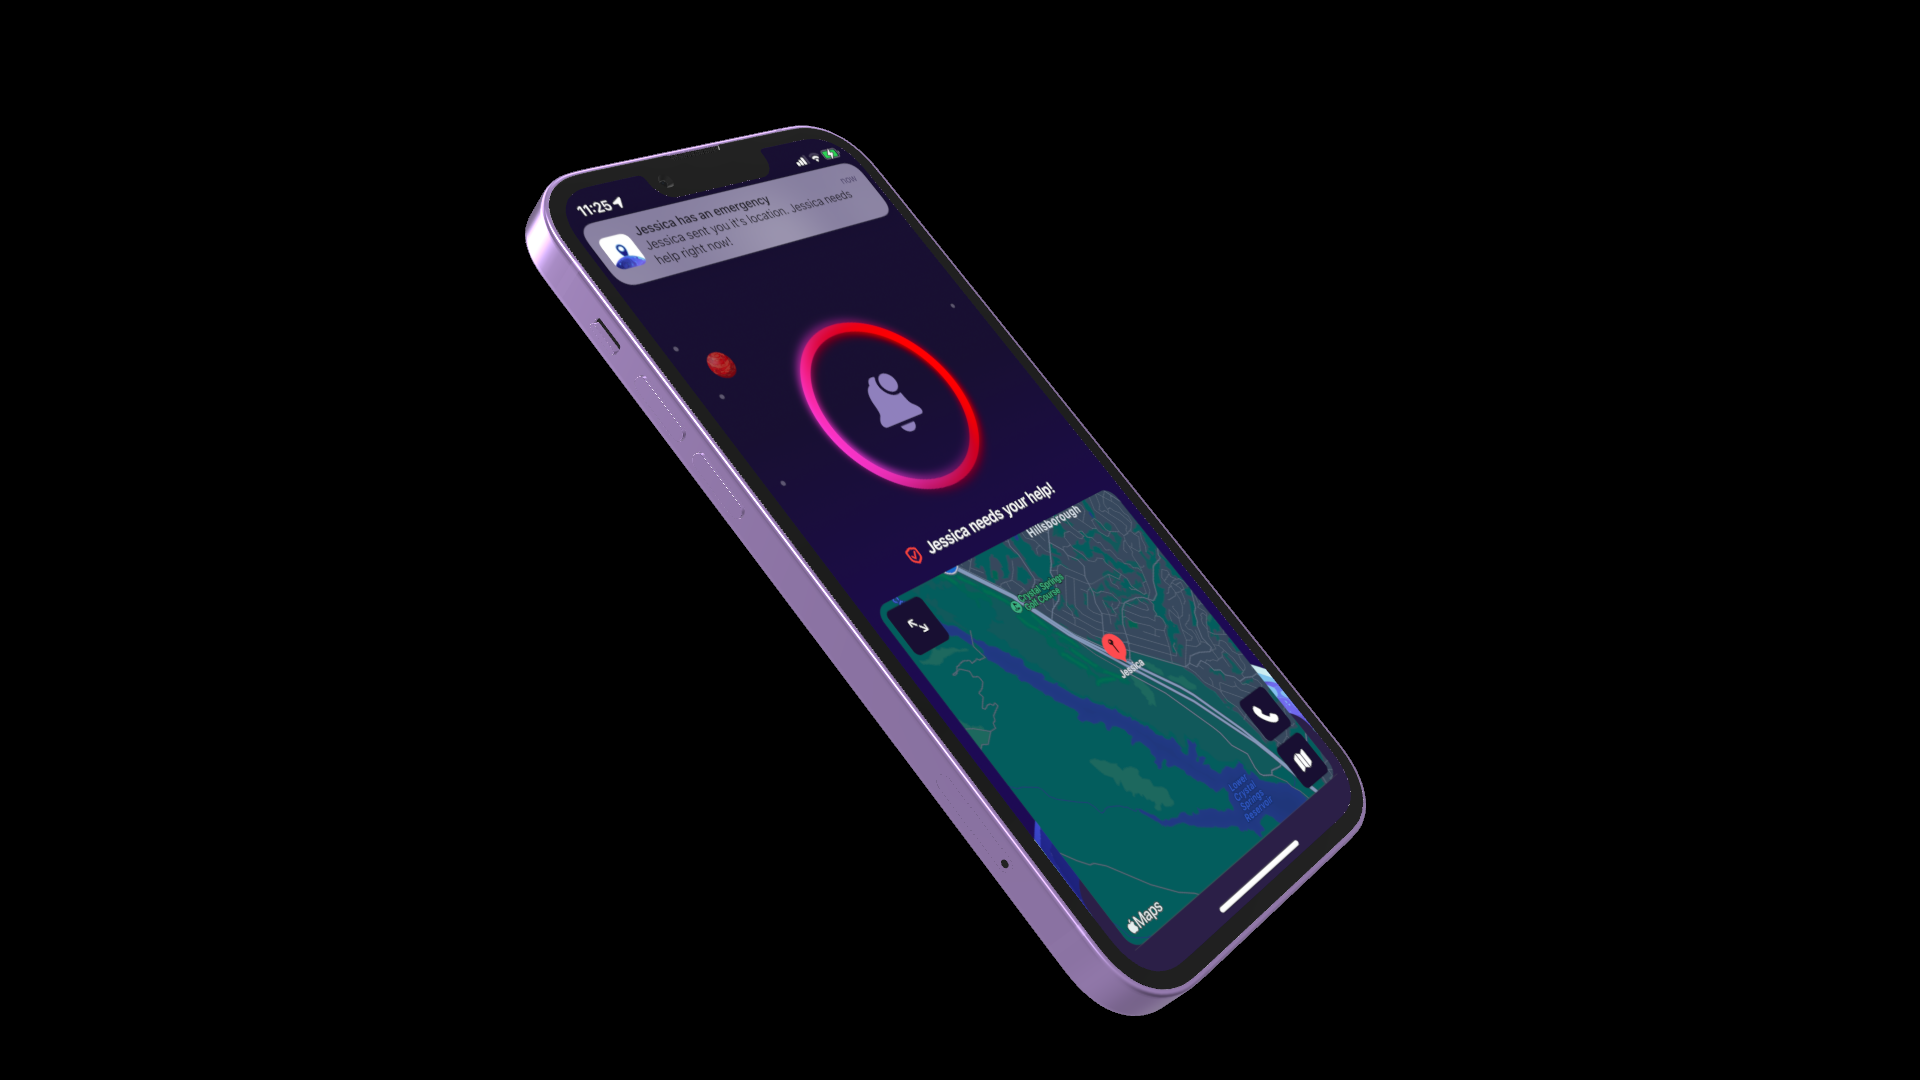 11:25
now
Jessica has an emergency
Jessica sent you it's location. Jessica needs
help right now!
Jessica needs your help!
Hillsborough
Crystal Springs
Golf Course
Jessica
Lower
Crystal
Springs
Reservoir
Maps